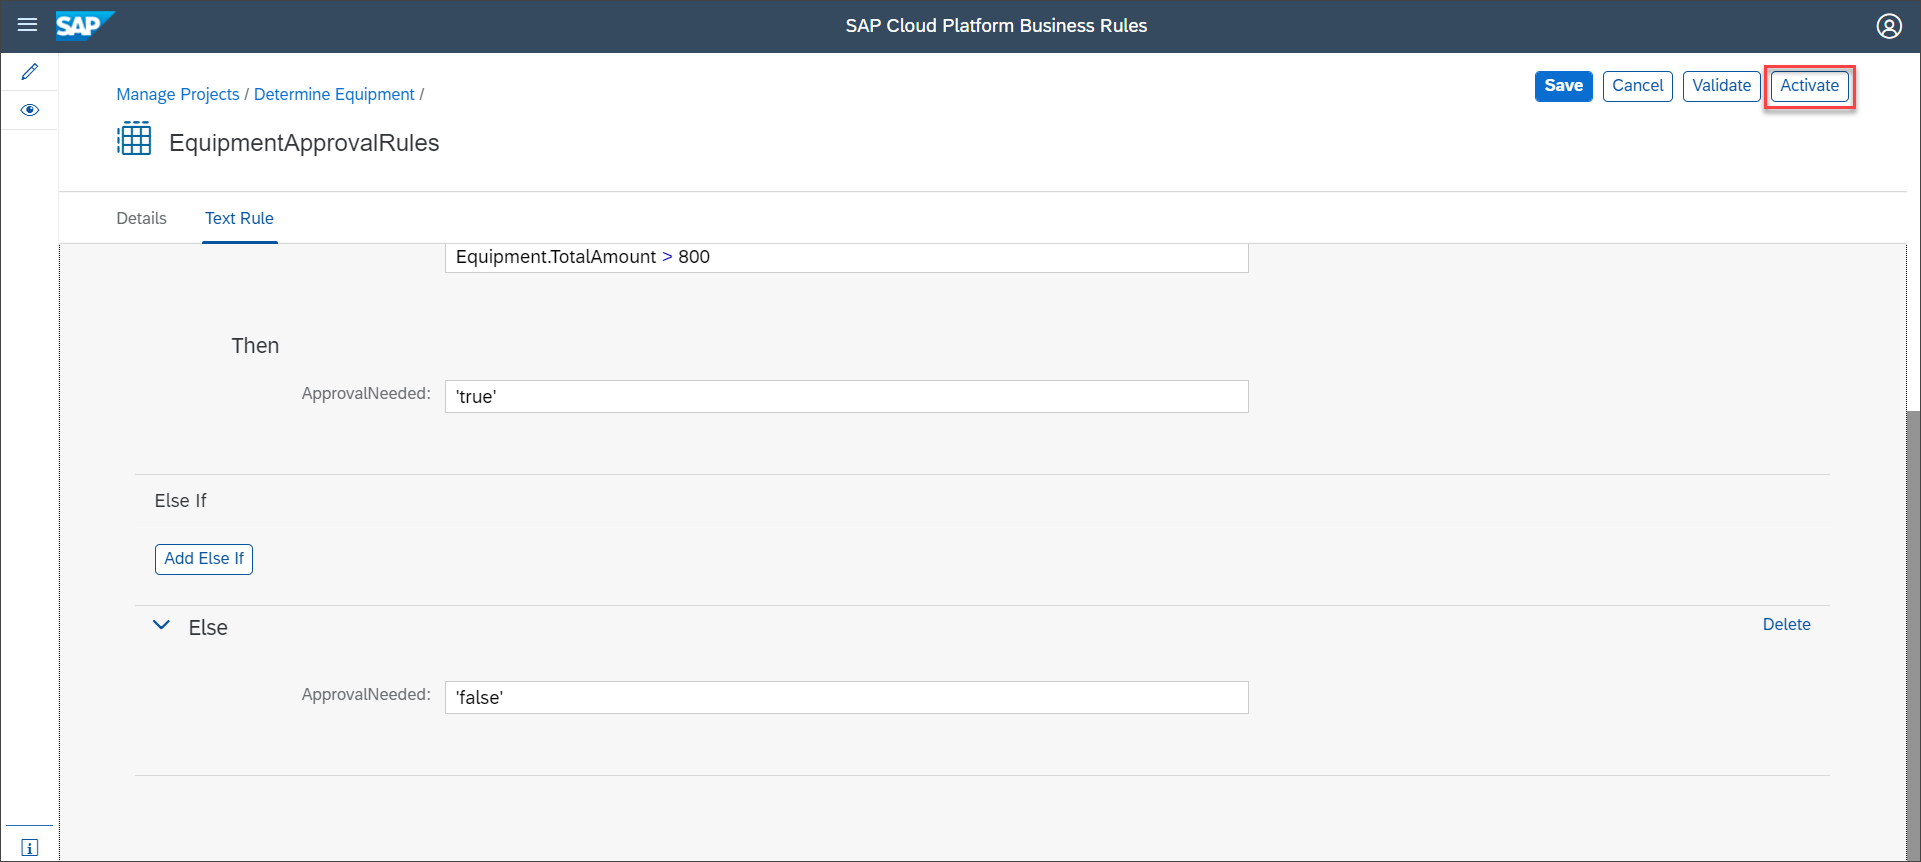 SAP
SAP Cloud Platform Business Rules
Manage Projects / Determine Equipment /
Save Cancel Validate Activate
EquipmentApprovalRules
Details Text Rule
Equipment.TotalAmount > 800
Then
ApprovalNeeded: 'true'
Else If
Add Else If
Else Delete
ApprovalNeeded: 'false'